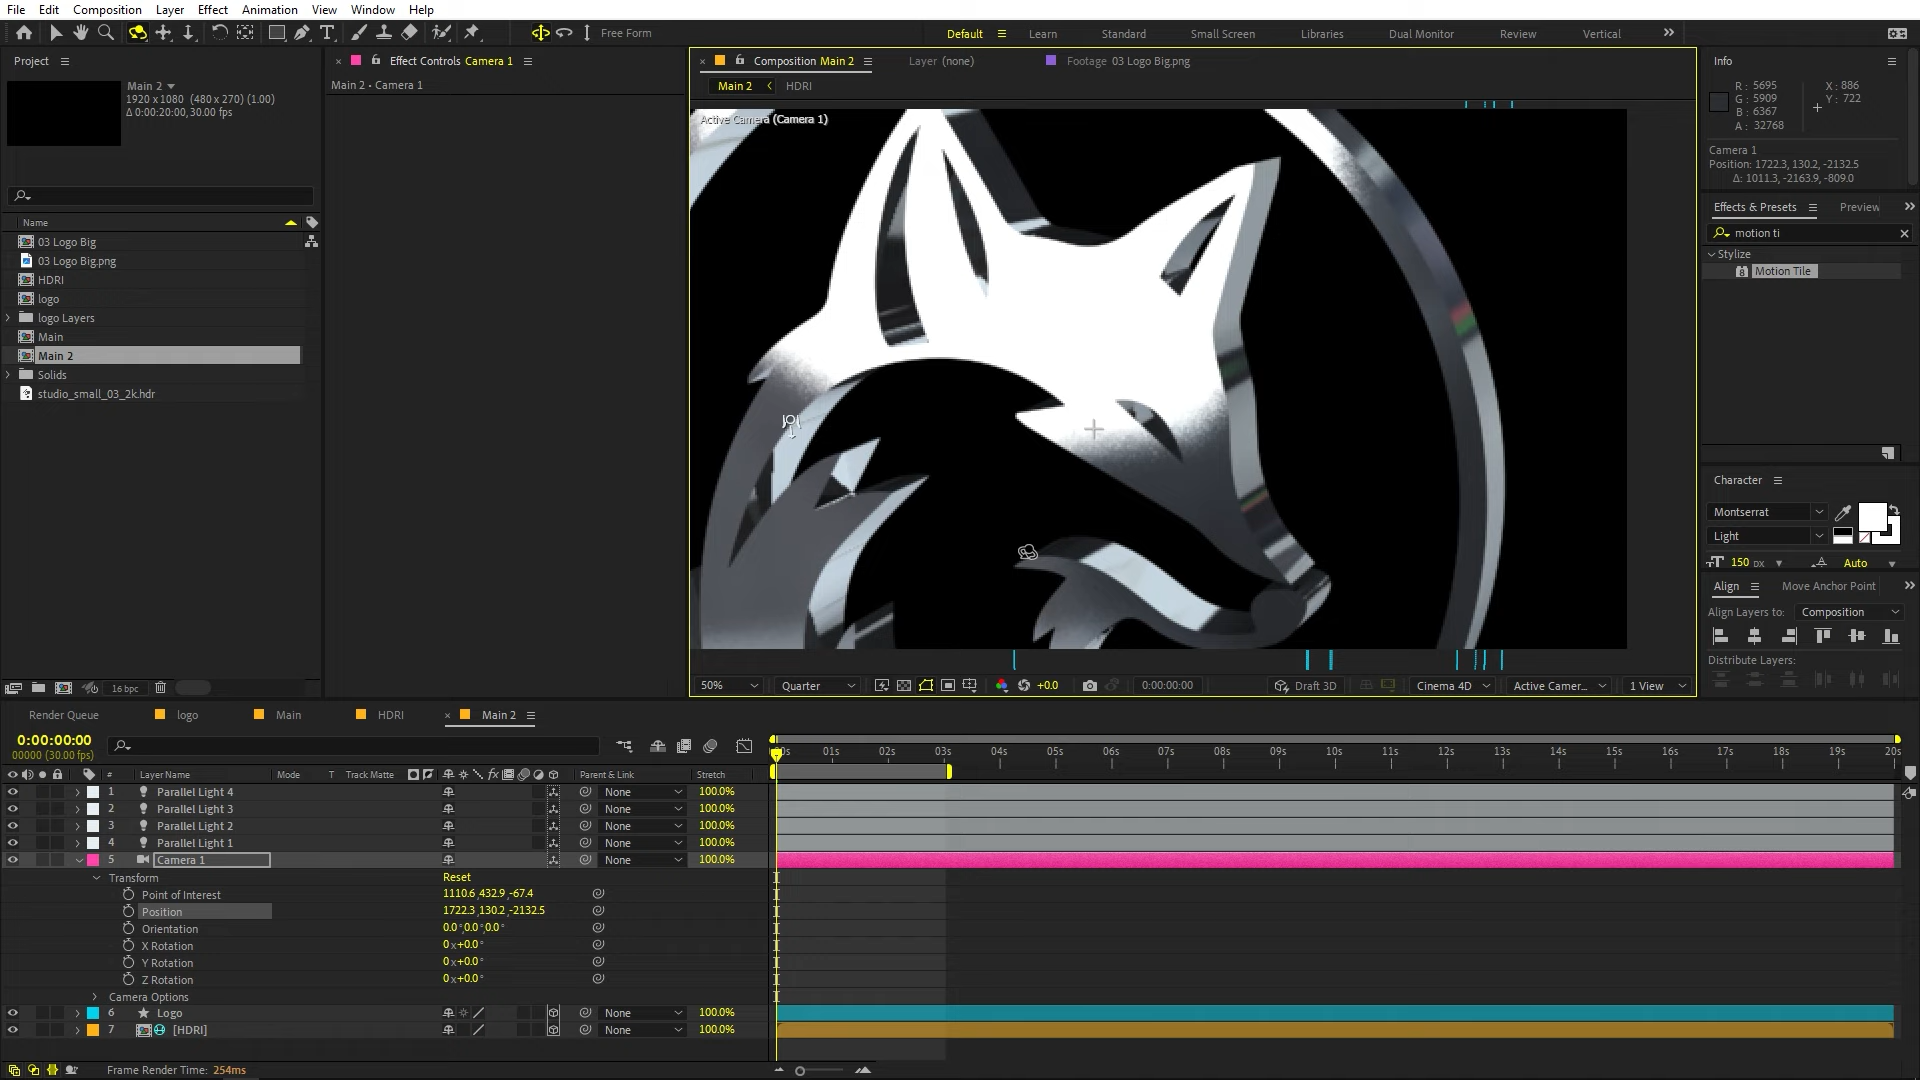 File Edit Composition Layer Effect Animation View Window Help
Free Form
Default Learn Standard Small Screen Libraries Dual Monitor Review Vertical
Project
Main 2
1920 x 1080 (480 x 270) (1.00)
Δ 0:00:20:00, 30.00 fps
Name
03 Logo Big
03 Logo Big.png
HDRI
logo
logo Layers
Main
Main 2
Solids
studio_small_03_2k.hdr
16 bpc
Effect Controls Camera 1
Main 2 • Camera 1
Composition Main 2
Layer (none)
Footage 03 Logo Big.png
Main 2 HDRI
Active Camera (Camera 1)
50% Quarter +0.0 0:00:00:00 Draft 3D Cinema 4D Active Camer... 1 View
Info
R : 5695
G : 5909
B : 6367
A : 32768
X : 886
Y : 722
Camera 1
Position: 1722.3, 130.2, -2132.5
Δ: 1011.3, -2163.9, -809.0
Effects & Presets Preview
motion ti
Stylize
Motion Tile
Character
Montserrat
Light
150 px Auto
Align Move Anchor Point
Align Layers to: Composition
Distribute Layers:
Render Queue logo Main HDRI Main 2
0:00:00:00
00000 (30.00 fps)
00s 01s 02s 03s 04s 05s 06s 07s 08s 09s 10s 11s 12s 13s 14s 15s 16s 17s 18s 19s 20s
# Layer Name Mode T Track Matte fx Parent & Link Stretch
1 Parallel Light 4 None 100.0%
2 Parallel Light 3 None 100.0%
3 Parallel Light 2 None 100.0%
4 Parallel Light 1 None 100.0%
5 Camera 1 None 100.0%
Transform Reset
Point of Interest 1110.6,432.9,-67.4
Position 1722.3,130.2,-2132.5
Orientation 0.0°,0.0°,0.0°
X Rotation 0x+0.0°
Y Rotation 0x+0.0°
Z Rotation 0x+0.0°
Camera Options
6 Logo None 100.0%
7 [HDRI] None 100.0%
Frame Render Time: 254ms